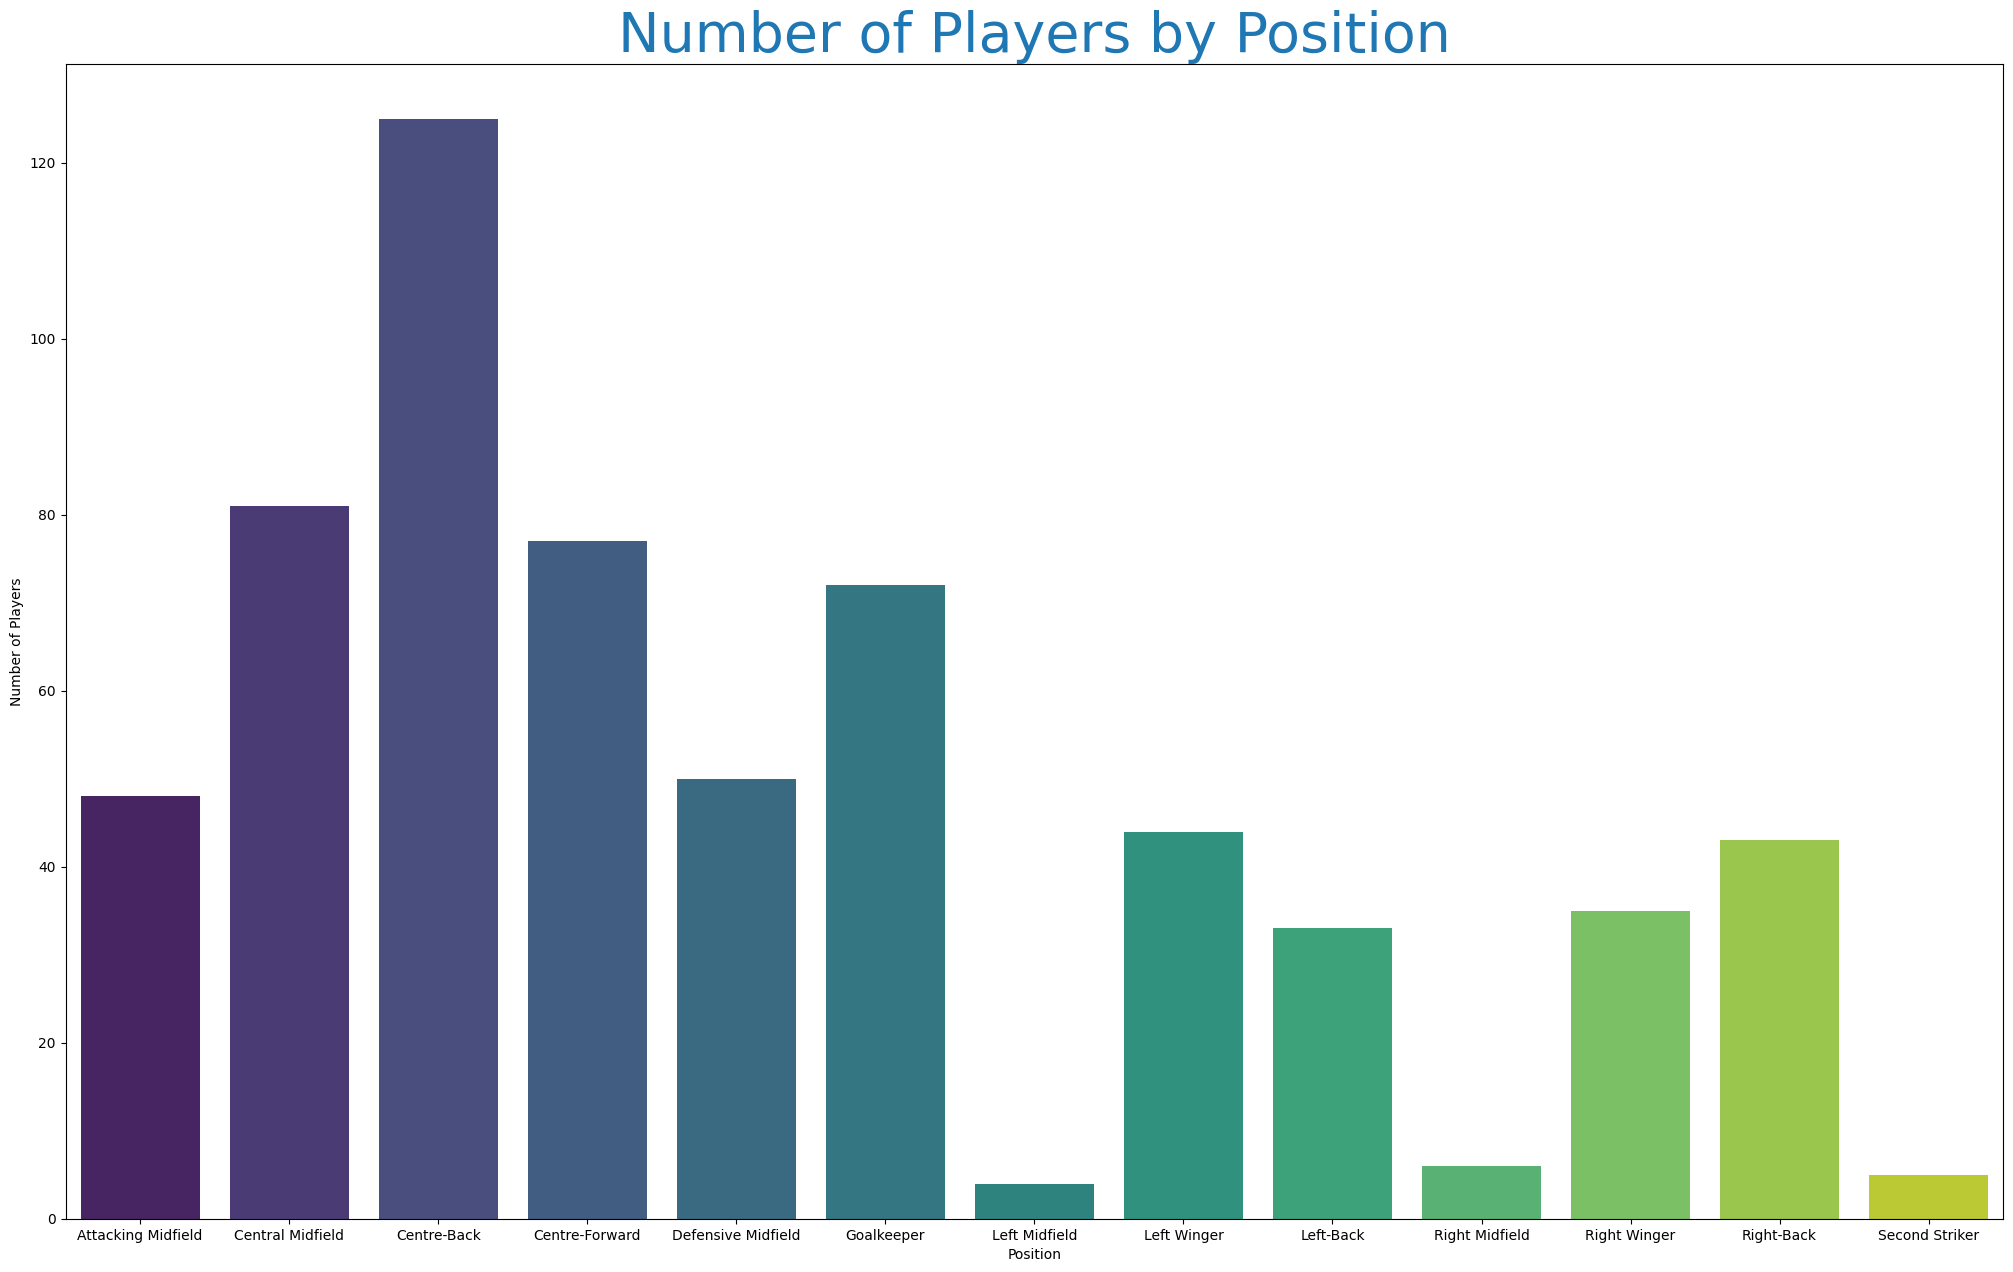 Number of Players by Position
Number of Players
120
100
80
60
40
20
0
Attacking Midfield Central Midfield Centre-Back Centre-Forward Defensive Midfield Goalkeeper Left Midfield Left Winger Left-Back Right Midfield Right Winger Right-Back Second Striker
Position